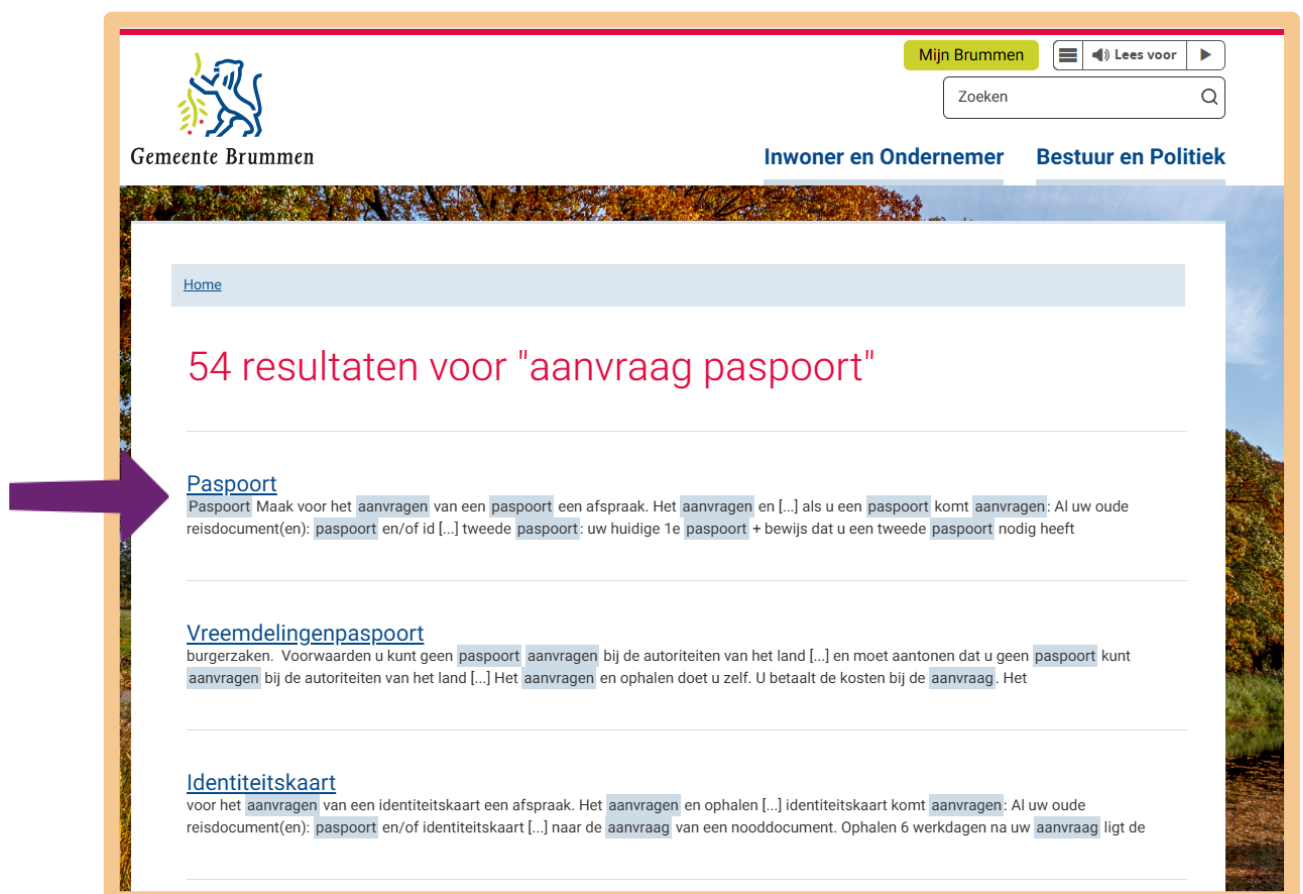 Mijn Brummen
Lees voor
Zoeken
Gemeente Brummen
Inwoner en Ondernemer
Bestuur en Politiek
Home
54 resultaten voor "aanvraag paspoort"
Paspoort
Paspoort Maak voor het aanvragen van een paspoort een afspraak. Het aanvragen en [...] als u een paspoort komt aanvragen: Al uw oude
reisdocument(en): paspoort en/of id [...] tweede paspoort: uw huidige 1e paspoort + bewijs dat u een tweede paspoort nodig heeft
Vreemdelingenpaspoort
burgerzaken. Voorwaarden u kunt geen paspoort aanvragen bij de autoriteiten van het land [...] en moet aantonen dat u geen paspoort kunt
aanvragen bij de autoriteiten van het land [...] Het aanvragen en ophalen doet u zelf. U betaalt de kosten bij de aanvraag. Het
Identiteitskaart
voor het aanvragen van een identiteitskaart een afspraak. Het aanvragen en ophalen [...] identiteitskaart komt aanvragen: Al uw oude
reisdocument(en): paspoort en/of identiteitskaart [...] naar de aanvraag van een nooddocument. Ophalen 6 werkdagen na uw aanvraag ligt de